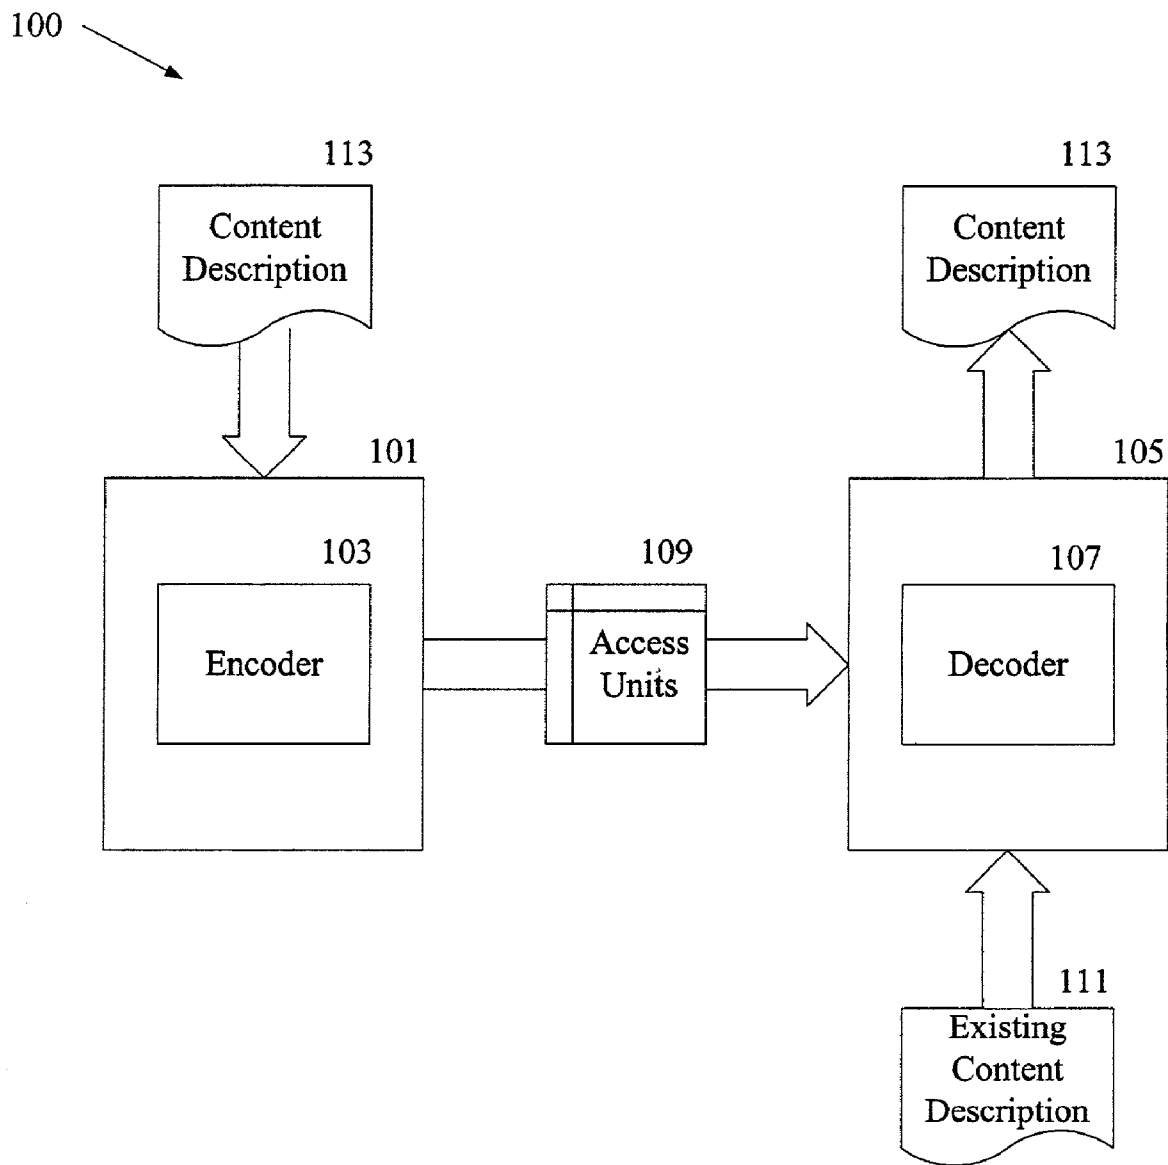 100
113
Content
Description
113
Content
Description
101
105
103
Encoder
109
Access
Units
107
Decoder
111
Existing
Content
Description